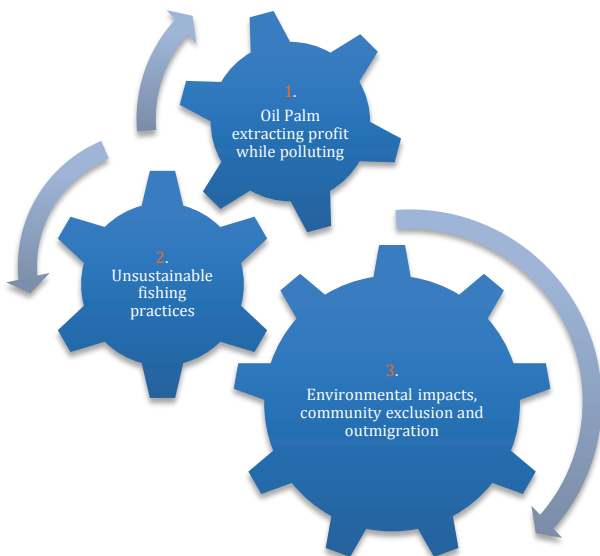 1.
Oil Palm
extracting profit
while polluting
2.
Unsustainable
fishing
practices
3.
Environmental impacts,
community exclusion and
outmigration